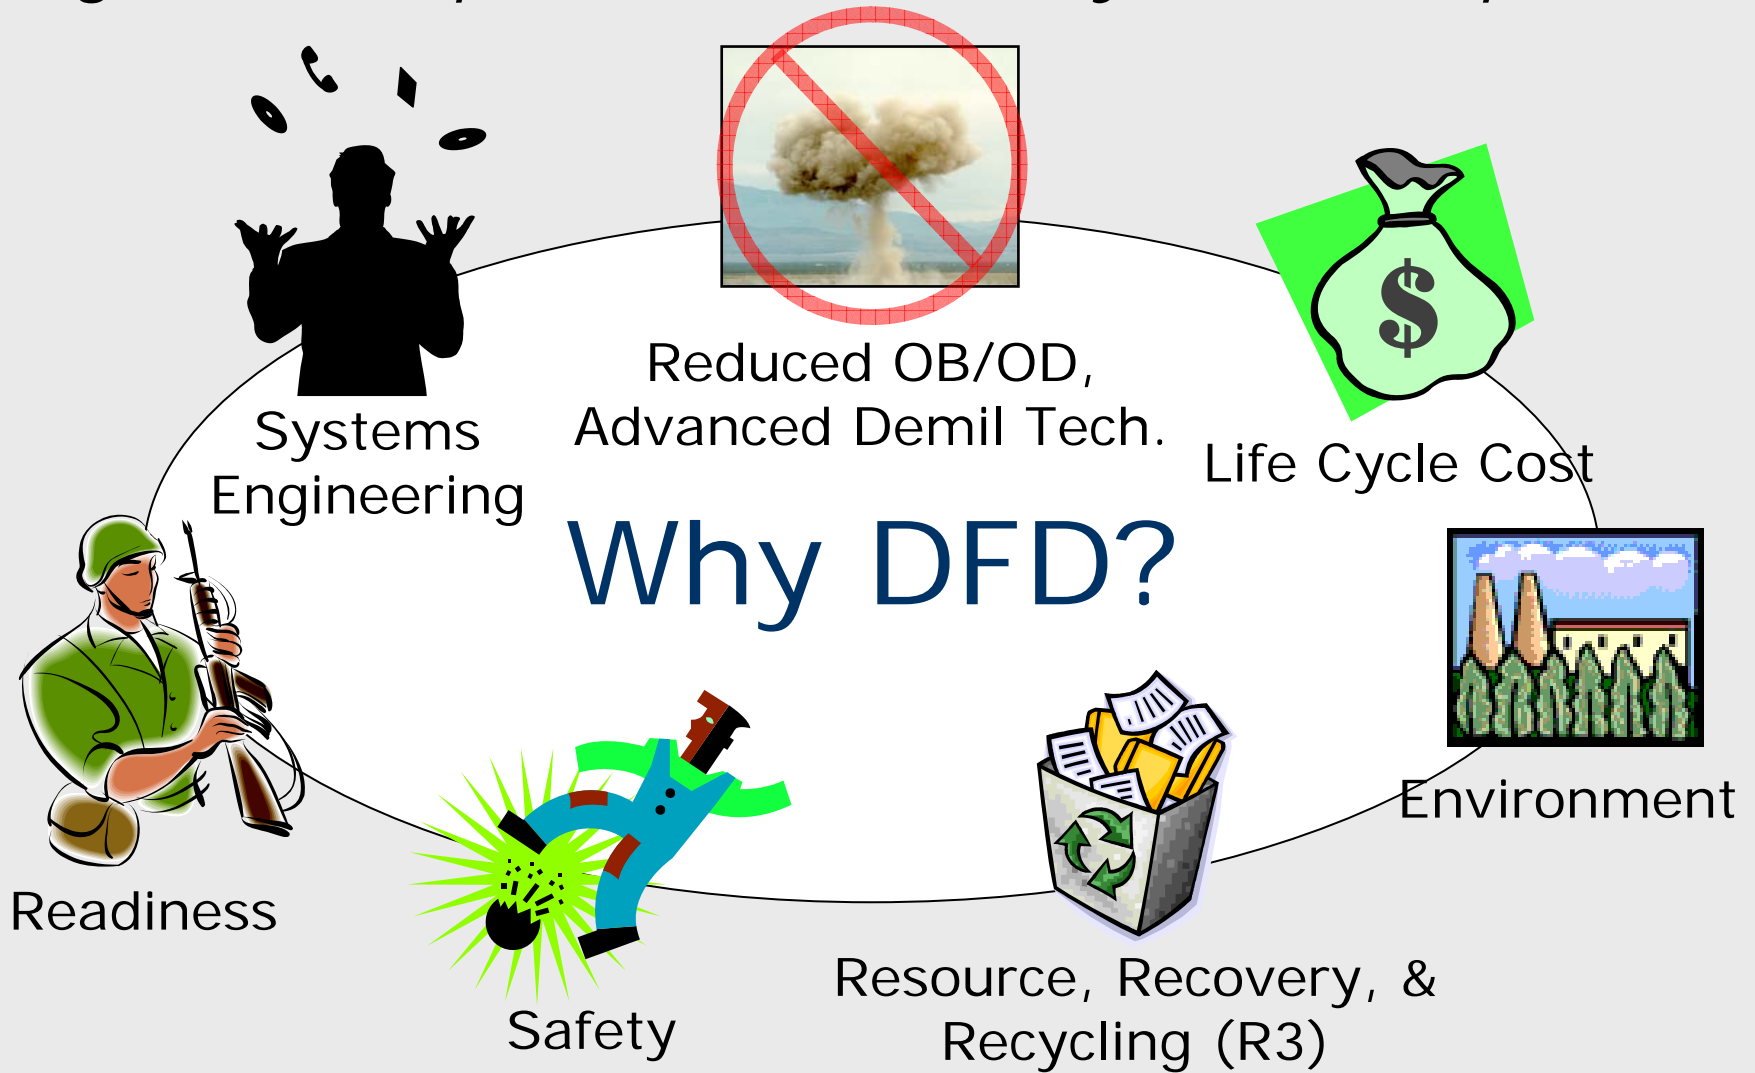 Reduced OB/OD,
Advanced Demil Tech.
Systems
Engineering
Life Cycle Cost
Why DFD?
$
Environment
Readiness
Safety
Resource, Recovery, &
Recycling (R3)